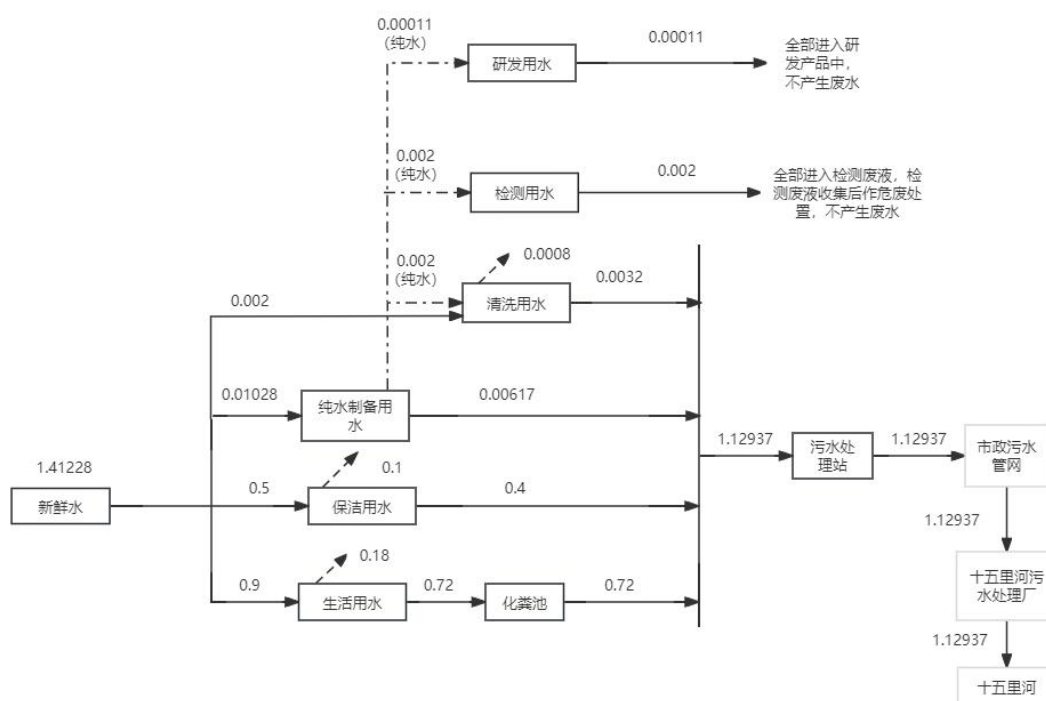 0.00011
(纯水)
研发用水
0.00011
全部进入研
发产品中，
不产生废水
0.002
(纯水)
检测用水
0.002
全部进入检测废液，检
测废液收集后作危废处
置，不产生废水
0.002
(纯水)
0.0008
清洗用水
0.0032
0.002
0.01028
纯水制备用
水
0.00617
1.41228
新鲜水
0.5
0.1
保洁用水
0.4
0.9
0.18
生活用水
0.72
化粪池
0.72
1.12937
污水处
理站
1.12937
市政污水
管网
1.12937
十五里河污
水处理厂
1.12937
十五里河